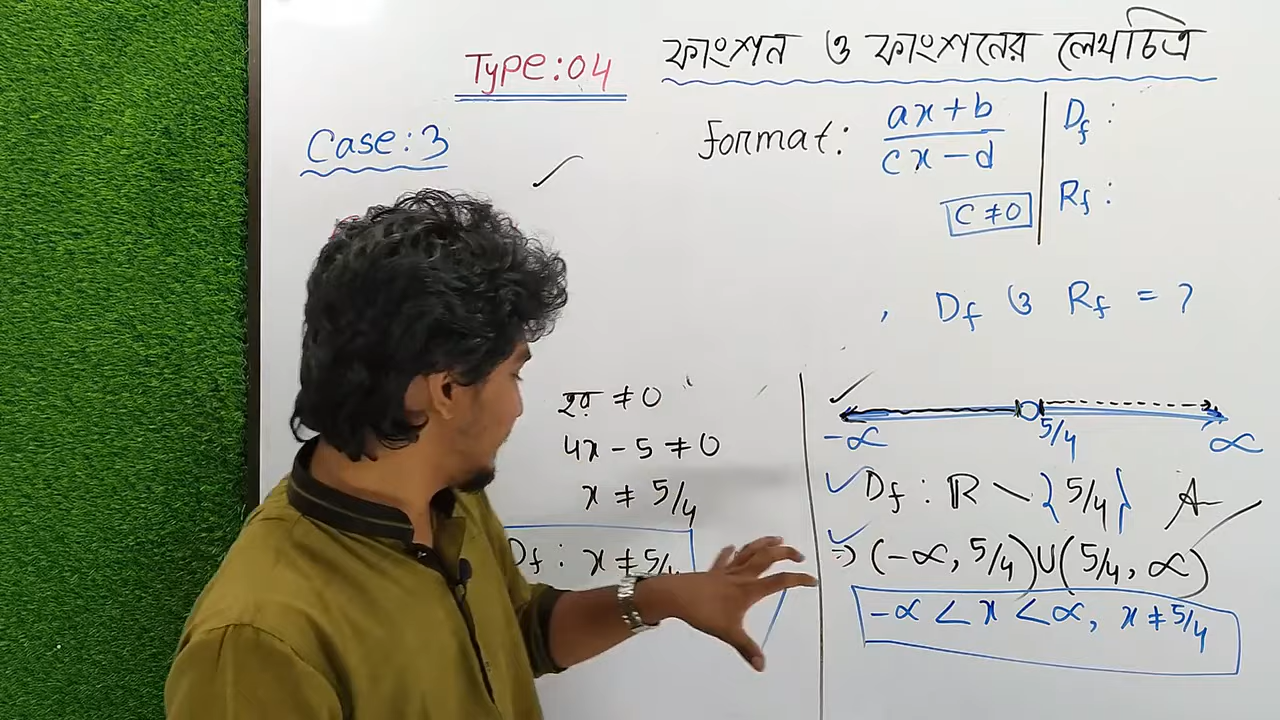 Type:04
ফাংশন ও ফাংশনের লেখচিত্র
Case:3
Format: ax+b / cx-d
C ≠ 0
Df :
Rf :
, Df ও Rf = ?
হর ≠ 0
4x - 5 ≠ 0
x ≠ 5/4
Df : x ≠ 5/4
-∝ 5/4 ∝
Df : ℝ \ {5/4} A
⇒ (-∝, 5/4) U (5/4, ∝)
-∝ < x < ∝, x ≠ 5/4